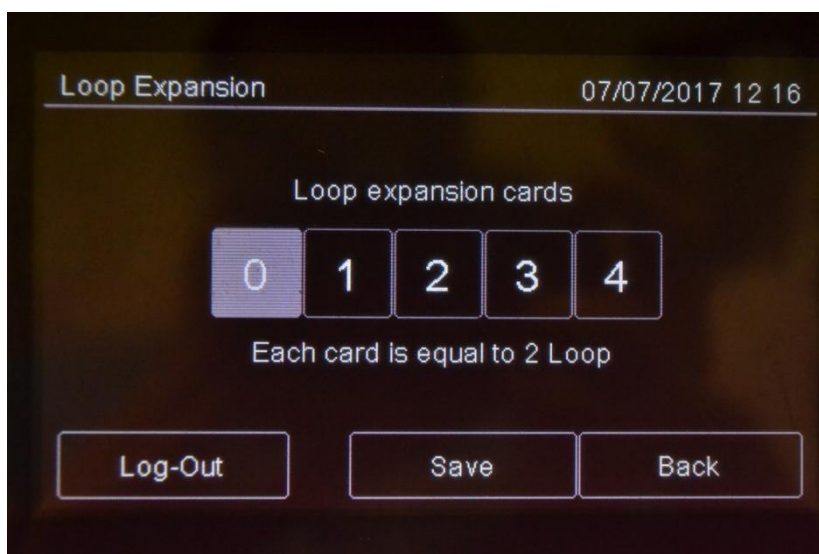 Loop Expansion 07/07/2017 12 16
Loop expansion cards
0 1 2 3 4
Each card is equal to 2 Loop
Log-Out Save Back